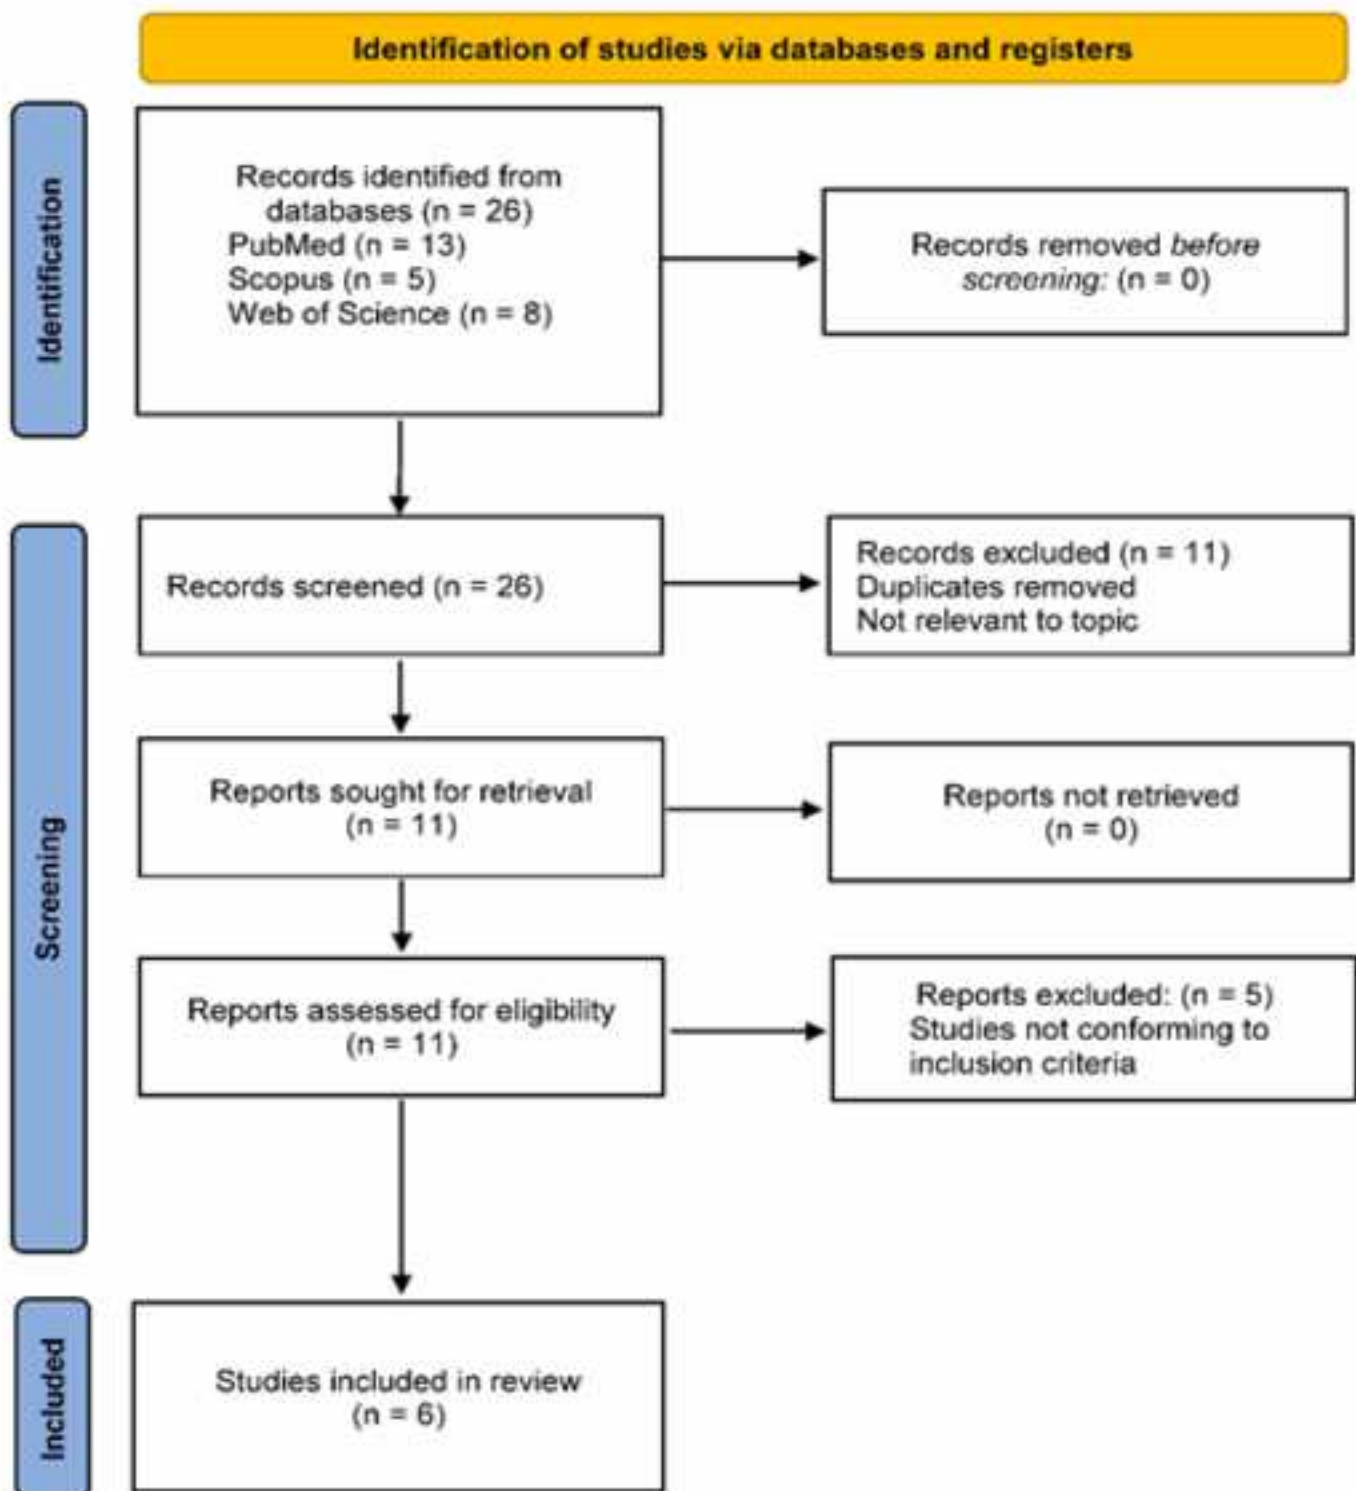 Identification of studies via databases and registers
Identification
Records identified from
databases (n = 26)
PubMed (n = 13)
Scopus (n = 5)
Web of Science (n = 8)
Records removed before
screening: (n = 0)
Screening
Records screened (n = 26)
Records excluded (n = 11)
Duplicates removed
Not relevant to topic
Reports sought for retrieval
(n = 11)
Reports not retrieved
(n = 0)
Reports assessed for eligibility
(n = 11)
Reports excluded: (n = 5)
Studies not conforming to
inclusion criteria
Included
Studies included in review
(n = 6)